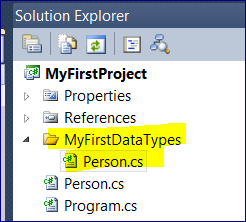 Solution Explorer
MyFirstProject
Properties
References
MyFirstDataTypes
Person.cs
Person.cs
Program.cs